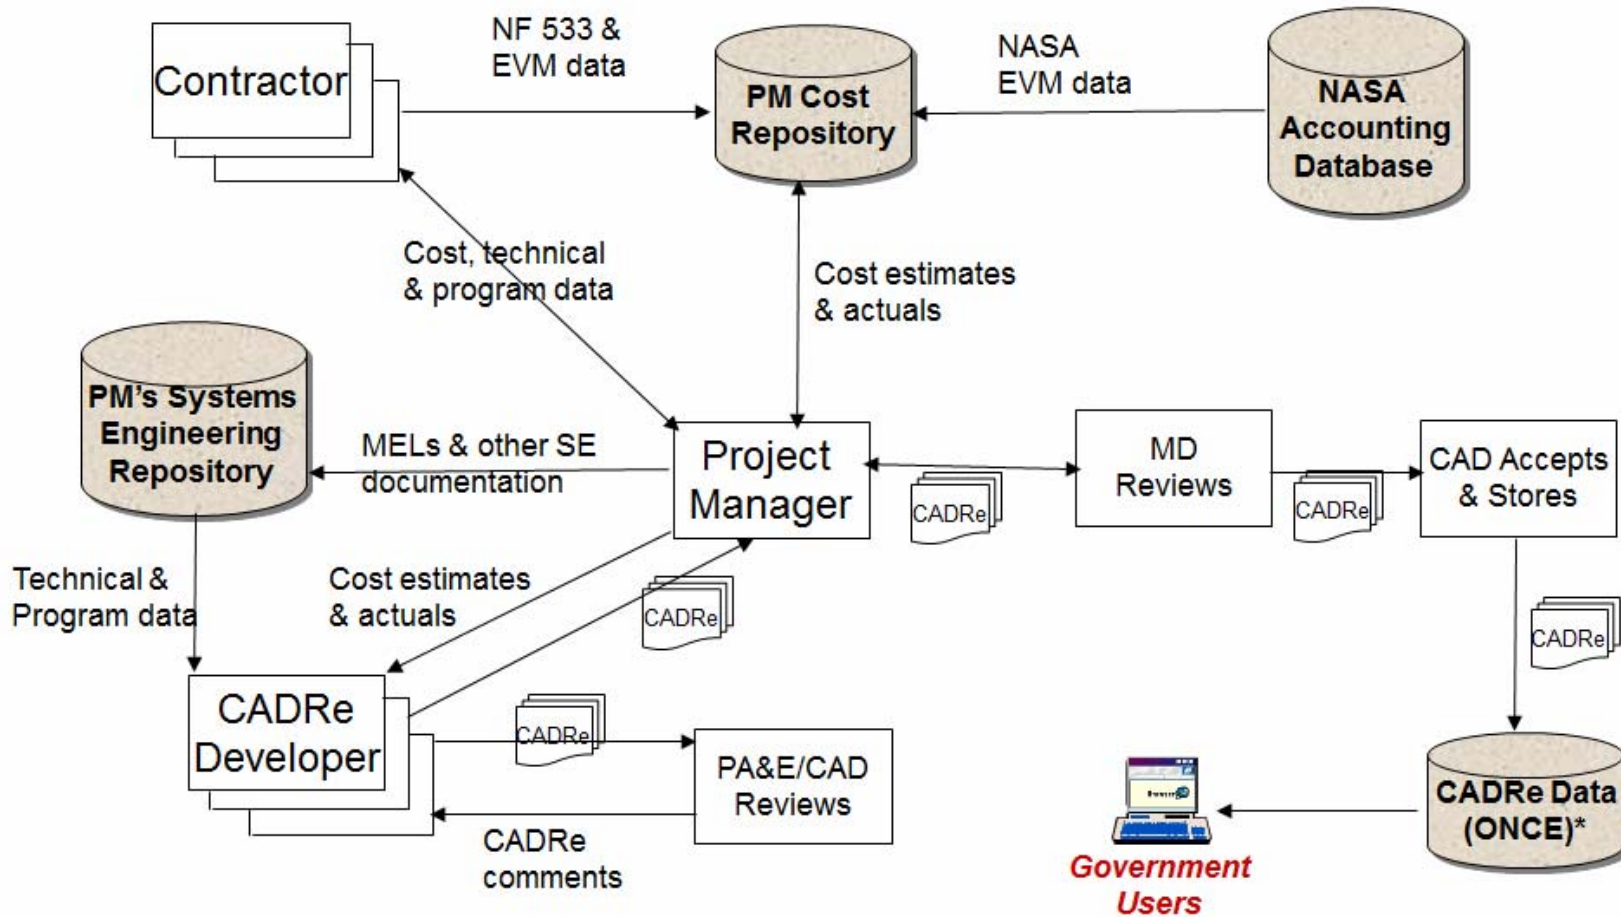 Contractor
NF 533 &
EVM data
PM Cost
Repository
NASA
EVM data
NASA
Accounting
Database
Cost, technical
& program data
Cost estimates
& actuals
PM's Systems
Engineering
Repository
MELs & other SE
documentation
Project
Manager
CADRe
MD
Reviews
CADRe
CAD Accepts
& Stores
Technical &
Program data
Cost estimates
& actuals
CADRe
CADRe
CADRe
Developer
CADRe
PA&E/CAD
Reviews
CADRe
comments
Government
Users
CADRe Data
(ONCE)*